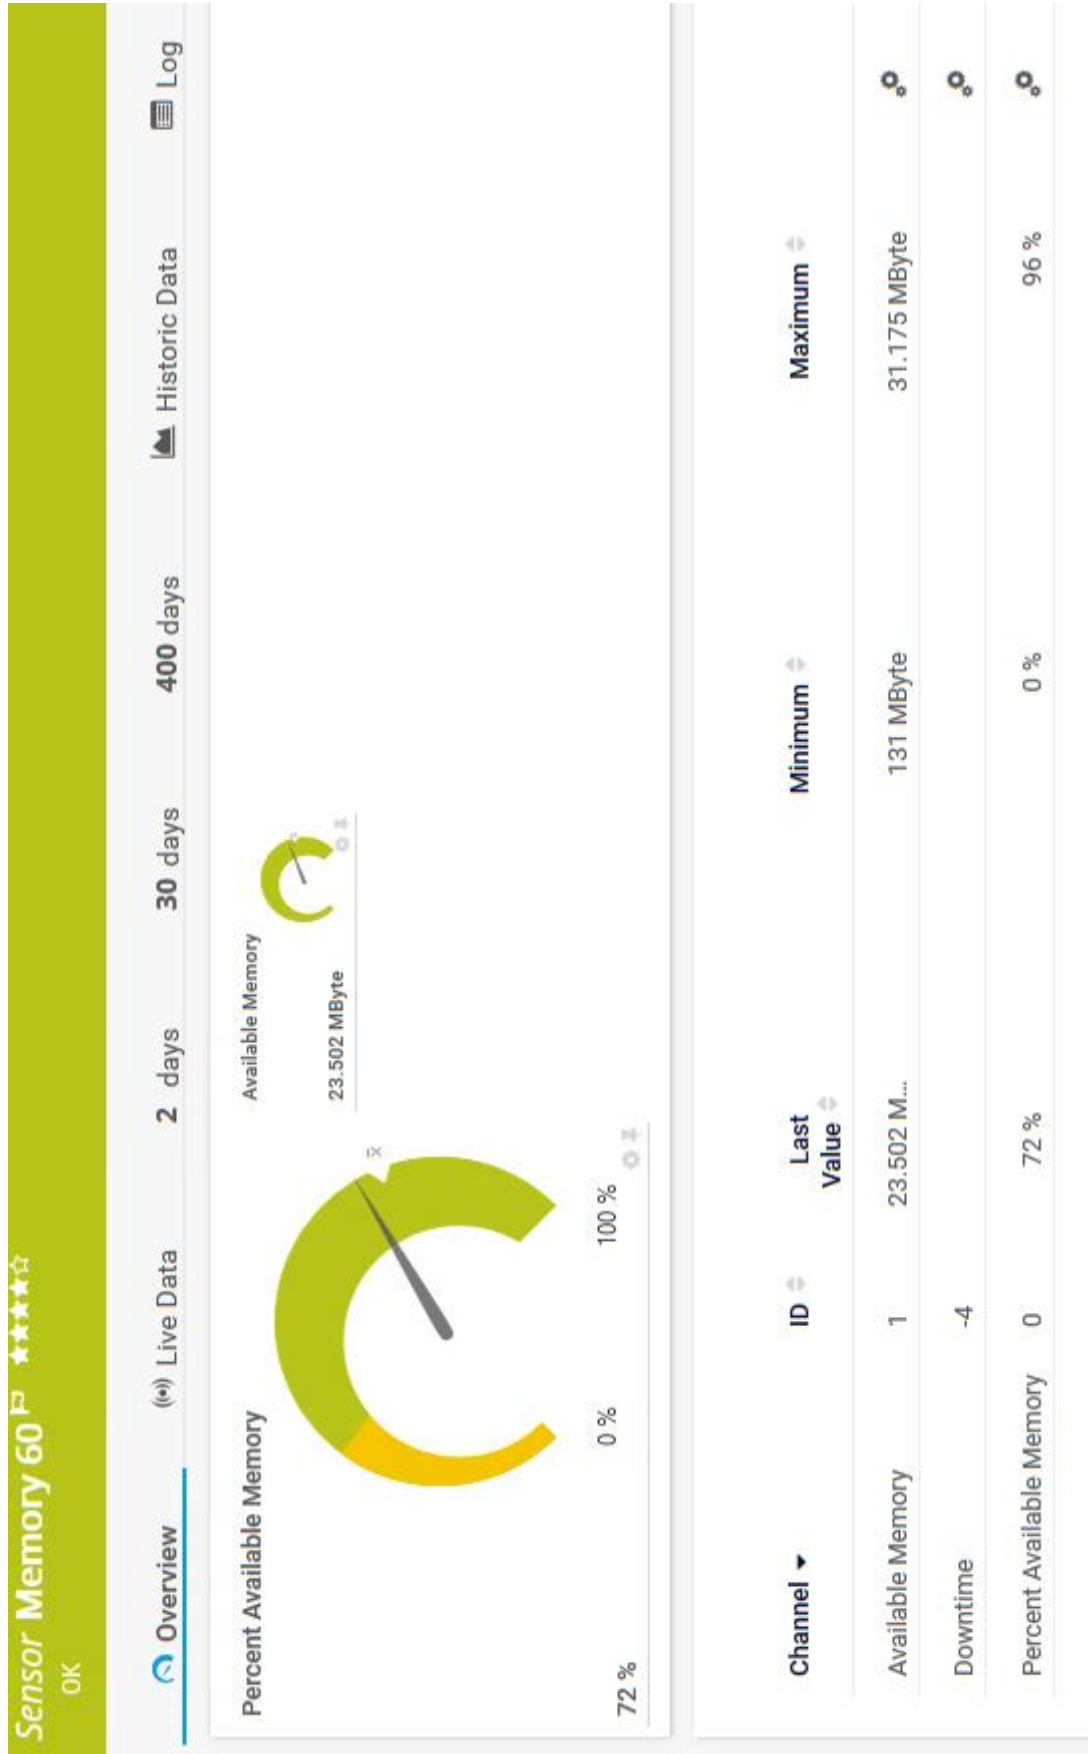 Sensor Memory 60
OK
Overview
Live Data
2 days
30 days
400 days
Historic Data
Log
Percent Available Memory
72 %
0 %
100 %
x̄
Available Memory
23.502 MByte
Channel ID Last Value Minimum Maximum
Available Memory 1 23.502 M... 131 MByte 31.175 MByte
Downtime -4
Percent Available Memory 0 72 % 0 % 96 %